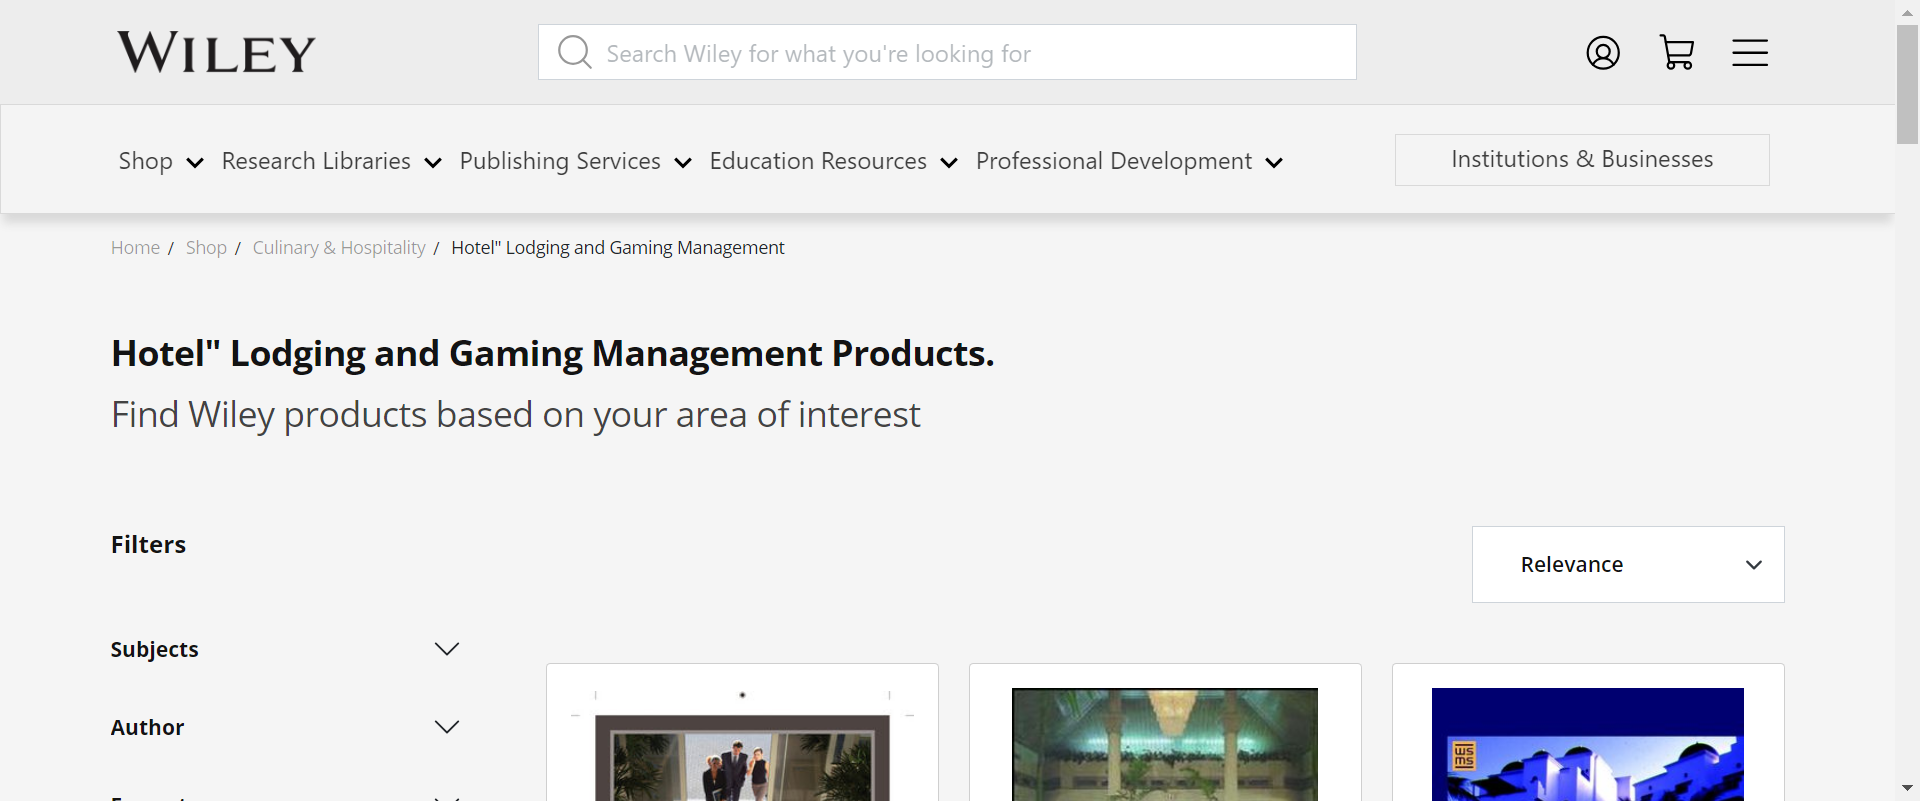 WILEY
Search Wiley for what you're looking for
Shop Research Libraries Publishing Services Education Resources Professional Development Institutions & Businesses
Home / Shop / Culinary & Hospitality / Hotel" Lodging and Gaming Management
Hotel" Lodging and Gaming Management Products.
Find Wiley products based on your area of interest
Filters
Relevance
Subjects
Author
WS
MS